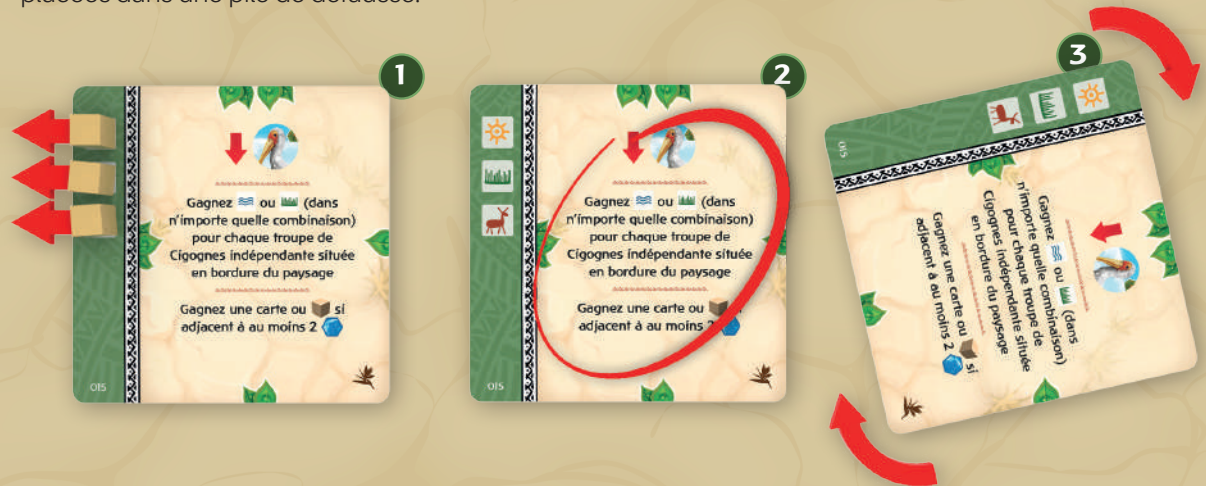 placées dans une pile de défausse.
1
Gagnez ou (dans
n'importe quelle combinaison)
pour chaque troupe de
Cigognes indépendante située
en bordure du paysage
Gagnez une carte ou si
adjacent à au moins 2
015
2
Gagnez ou (dans
n'importe quelle combinaison)
pour chaque troupe de
Cigognes indépendante située
en bordure du paysage
Gagnez une carte ou si
adjacent à au moins 2
015
3
Gagnez ou (dans
n'importe quelle combinaison)
pour chaque troupe de
Cigognes indépendante située
en bordure du paysage
Gagnez une carte ou si
adjacent à au moins 2
015